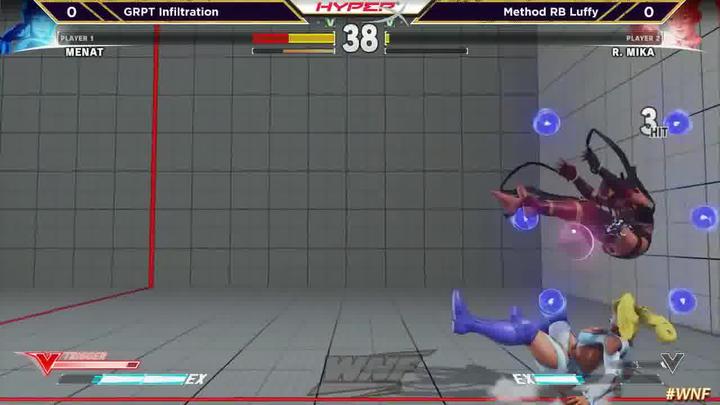 0 GRPT Infiltration HYPER Method RB Luffy 0
PLAYER 1 38 PLAYER 2
MENAT R. MIKA
3 HIT
V TRIGGER V
EX WNF EX
#WNF